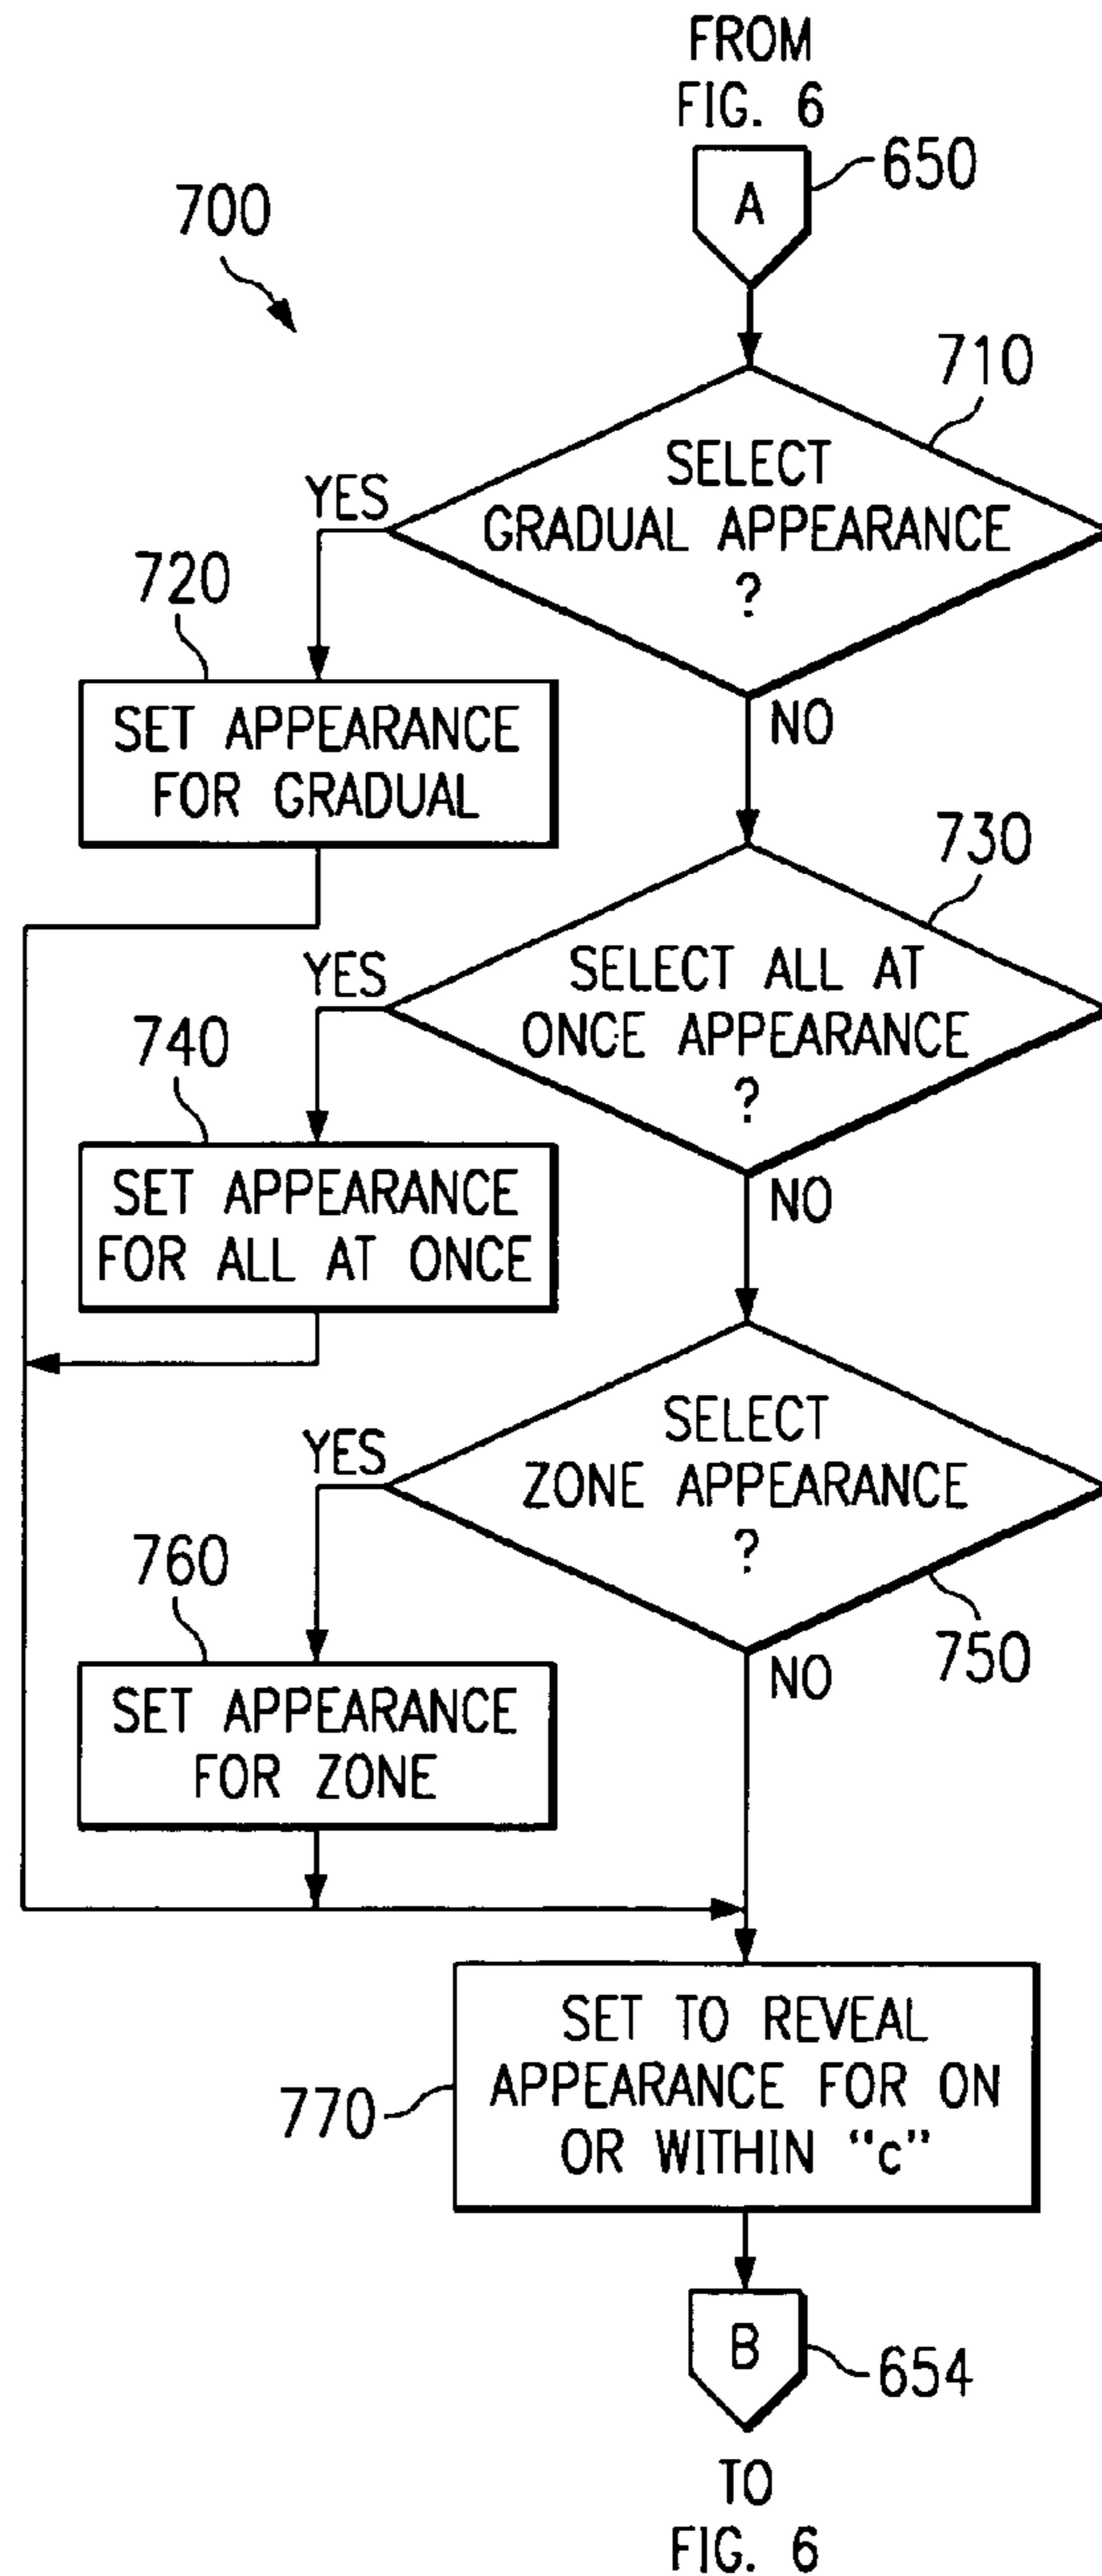 FROM
FIG. 6
A
650
700
710
SELECT
GRADUAL APPEARANCE
?
YES
NO
720
SET APPEARANCE
FOR GRADUAL
730
SELECT ALL AT
ONCE APPEARANCE
?
YES
NO
740
SET APPEARANCE
FOR ALL AT ONCE
SELECT
ZONE APPEARANCE
?
YES
NO
750
760
SET APPEARANCE
FOR ZONE
SET TO REVEAL
APPEARANCE FOR ON
OR WITHIN "c"
770
B
654
TO
FIG. 6